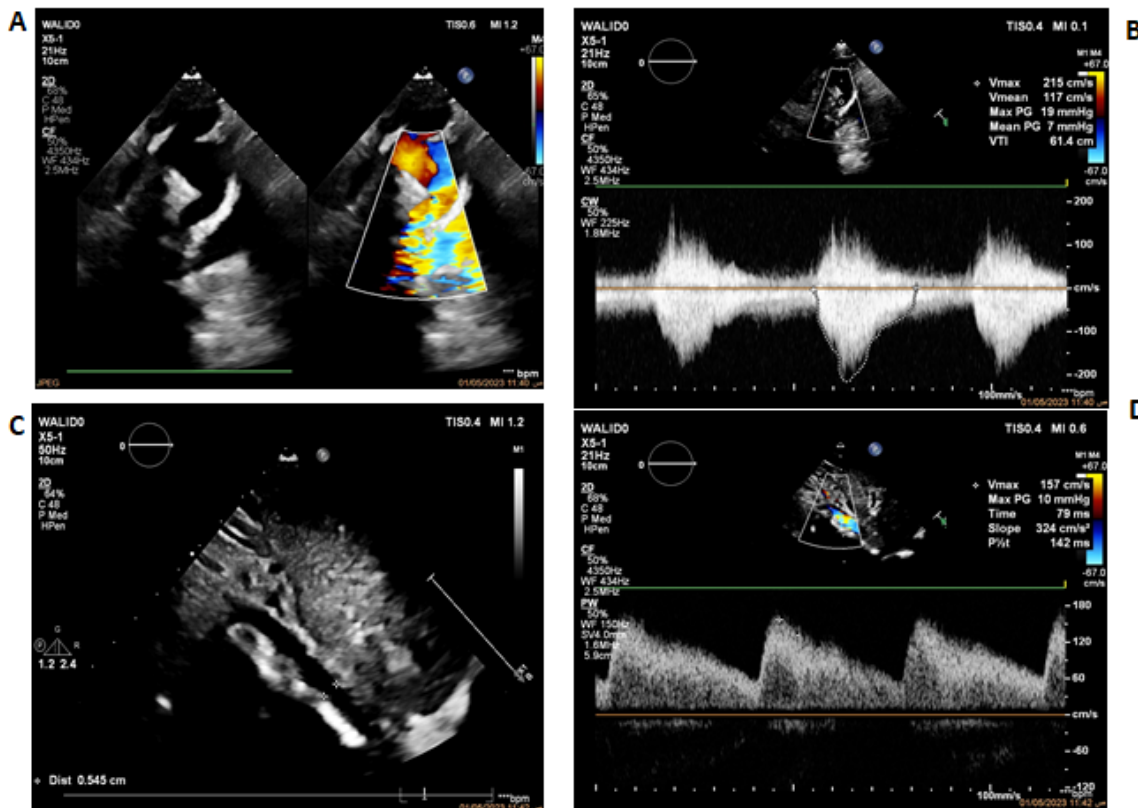 A
WALID0
TIS0.6 MI 1.2
X5-1
21Hz
10cm
M4
+67.0
2D
68%
C 48
P Med
HPen
CF
50%
4350Hz
WF 434Hz
2.5MHz
-67.0
cm/s
JPEG
*** bpm
01/05/2023 11:40
B
WALID0
TIS0.4 MI 0.1
X5-1
21Hz
10cm
0
M1 M4
+67.0
2D
65%
C 48
P Med
HPen
CF
50%
4350Hz
WF 434Hz
2.5MHz
Vmax 215 cm/s
Vmean 117 cm/s
Max PG 19 mmHg
Mean PG 7 mmHg
VTI 61.4 cm
-67.0
cm/s
CW
50%
WF 225Hz
1.8MHz
200
100
cm/s
-100
-200
100mm/s
***bpm
01/05/2023 11:40
C
WALID0
TIS0.4 MI 1.2
X5-1
50Hz
10cm
0
M1
2D
64%
C 48
P Med
HPen
P
G
R
1.2 2.4
Dist 0.545 cm
***bpm
D
WALID0
TIS0.4 MI 0.6
X5-1
21Hz
10cm
0
M1 M4
+67.0
2D
68%
C 48
P Med
HPen
CF
50%
4350Hz
WF 434Hz
2.5MHz
Vmax 157 cm/s
Max PG 10 mmHg
Time 79 ms
Slope 324 cm/s²
P½t 142 ms
-67.0
cm/s
PW
50%
WF 150Hz
SV4.0mm
1.6MHz
5.9cm
180
120
60
cm/s
-60
-120
100mm/s
***bpm
01/05/2023 11:42